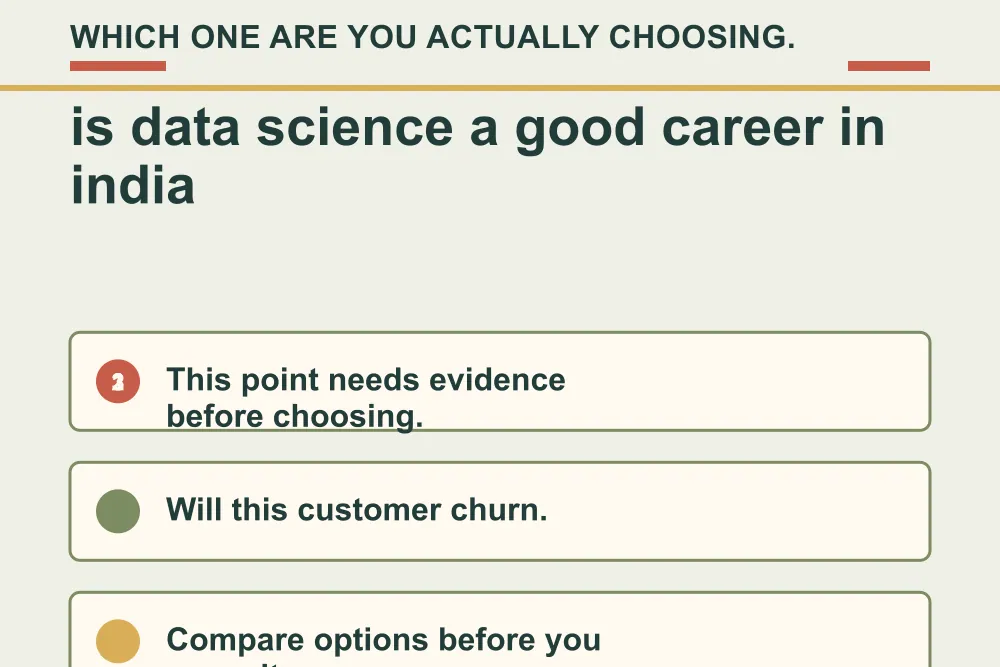 WHICH ONE ARE YOU ACTUALLY CHOOSING.
is data science a good career in
india
This point needs evidence
before choosing.
Will this customer churn.
Compare options before you